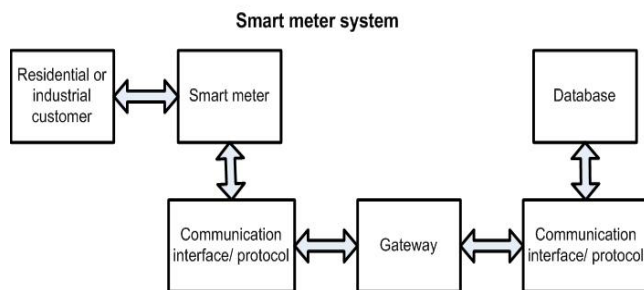 Smart meter system
Residential or
industrial
customer
Smart meter
Database
Communication
interface/ protocol
Gateway
Communication
interface/ protocol